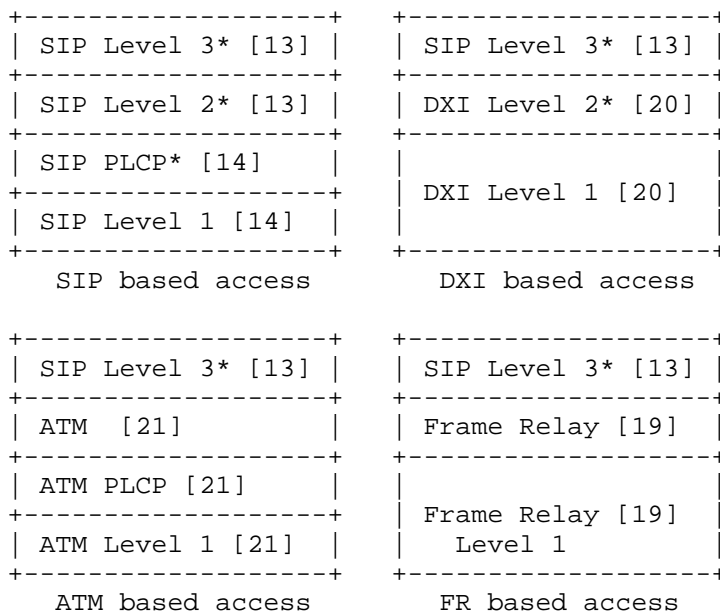 SIP Level 3* [13] SIP Level 3* [13]
SIP Level 2* [13] DXI Level 2* [20]
SIP PLCP* [14]
DXI Level 1 [20]
SIP Level 1 [14]
SIP based access DXI based access
SIP Level 3* [13] SIP Level 3* [13]
ATM [21] Frame Relay [19]
ATM PLCP [21]
Frame Relay [19]
ATM Level 1 [21] Level 1
ATM based access FR based access